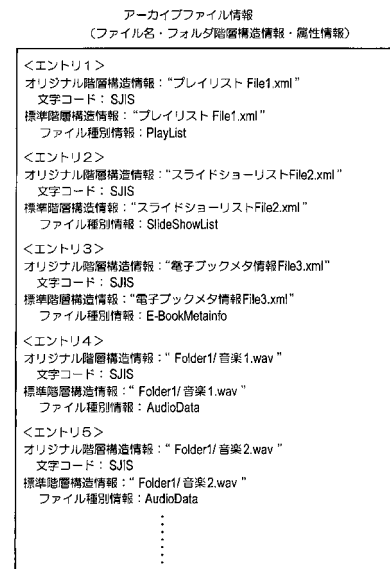 アーカイブファイル情報
(ファイル名・フォルダ階層構造情報・属性情報)
<エントリ1>
オリジナル階層構造情報:“プレイリスト File1.xml”
文字コード:SJIS
標準階層構造情報:“プレイリスト File1.xml”
ファイル種別情報:PlayList
<エントリ2>
オリジナル階層構造情報:“スライドショーリストFile2.xml”
文字コード:SJIS
標準階層構造情報:“スライドショーリストFile2.xml”
ファイル種別情報:SlideShowList
<エントリ3>
オリジナル階層構造情報:“電子ブックメタ情報File3.xml”
文字コード:SJIS
標準階層構造情報:“電子ブックメタ情報File3.xml”
ファイル種別情報:E-BookMetainfo
<エントリ4>
オリジナル階層構造情報:“ Folder1/ 音楽1.wav ”
文字コード:SJIS
標準階層構造情報:“ Folder1/ 音楽1.wav ”
ファイル種別情報:AudioData
<エントリ5>
オリジナル階層構造情報:“ Folder1/ 音楽2.wav ”
文字コード:SJIS
標準階層構造情報:“ Folder1/ 音楽2.wav ”
ファイル種別情報:AudioData